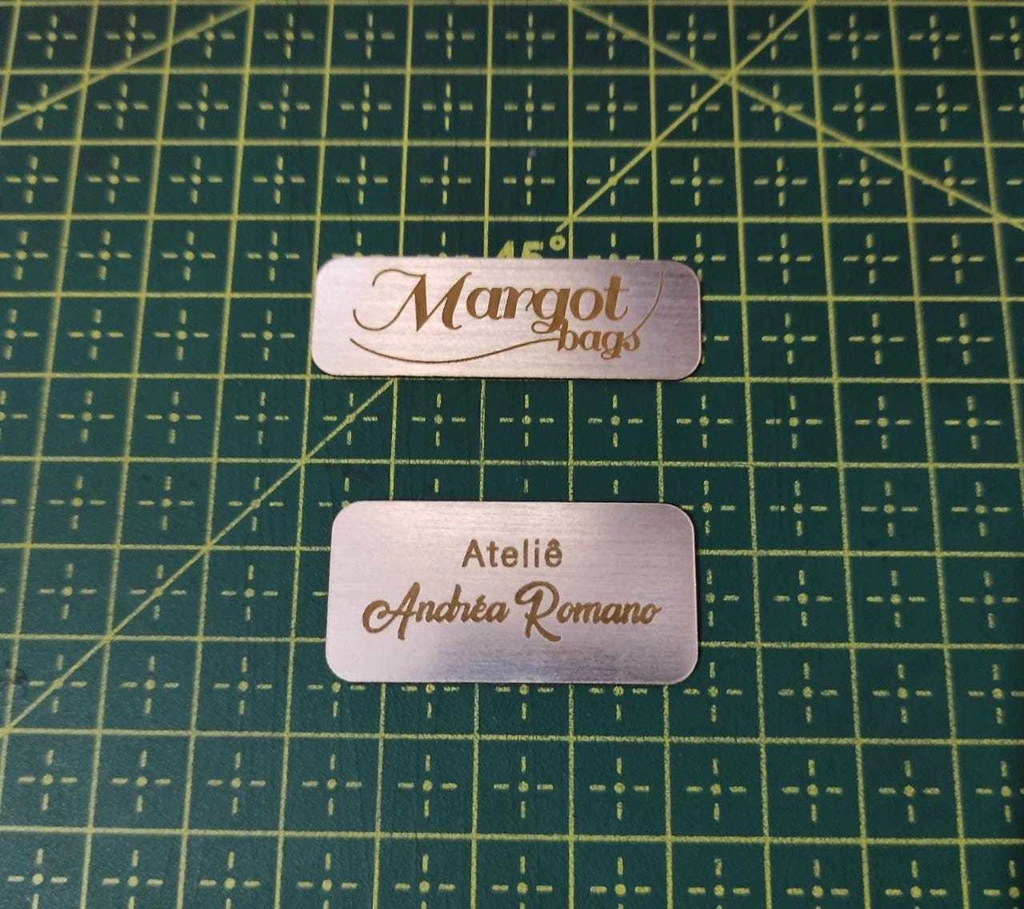 45°
Margot
bags
Ateliê
Andréa Romano